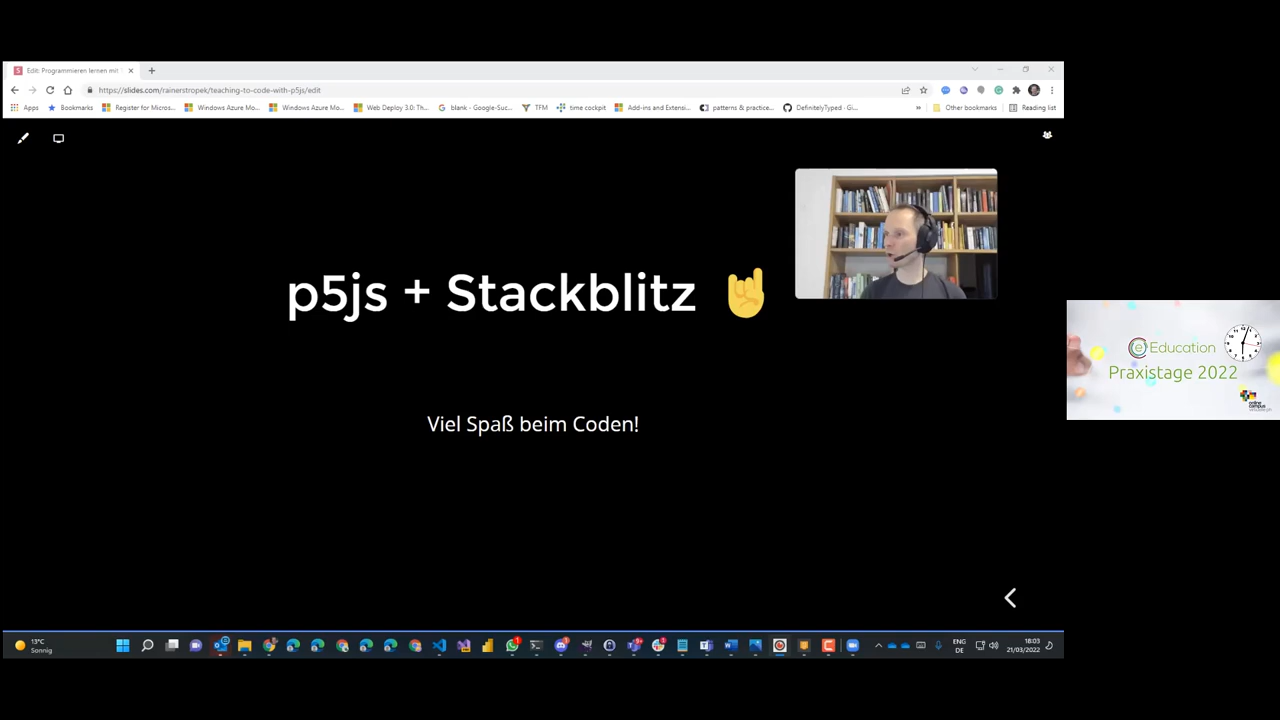 Edit: Programmieren lernen mit
https://slides.com/rainerstropek/teaching-to-code-with-p5js/edit
Apps
Bookmarks
Register for Micros...
Windows Azure Mo...
Windows Azure Mo...
Web Deploy 3.0: Th...
blank - Google-Suc...
TFM
time cockpit
Add-ins and Extensi...
patterns & practice...
DefinitelyTyped · Gi...
»
Other bookmarks
Reading list
p5js + Stackblitz 🤘
Viel Spaß beim Coden!
eEducation
Praxistage 2022
13°C
Sonnig
ENG
DE
18:03
21/03/2022